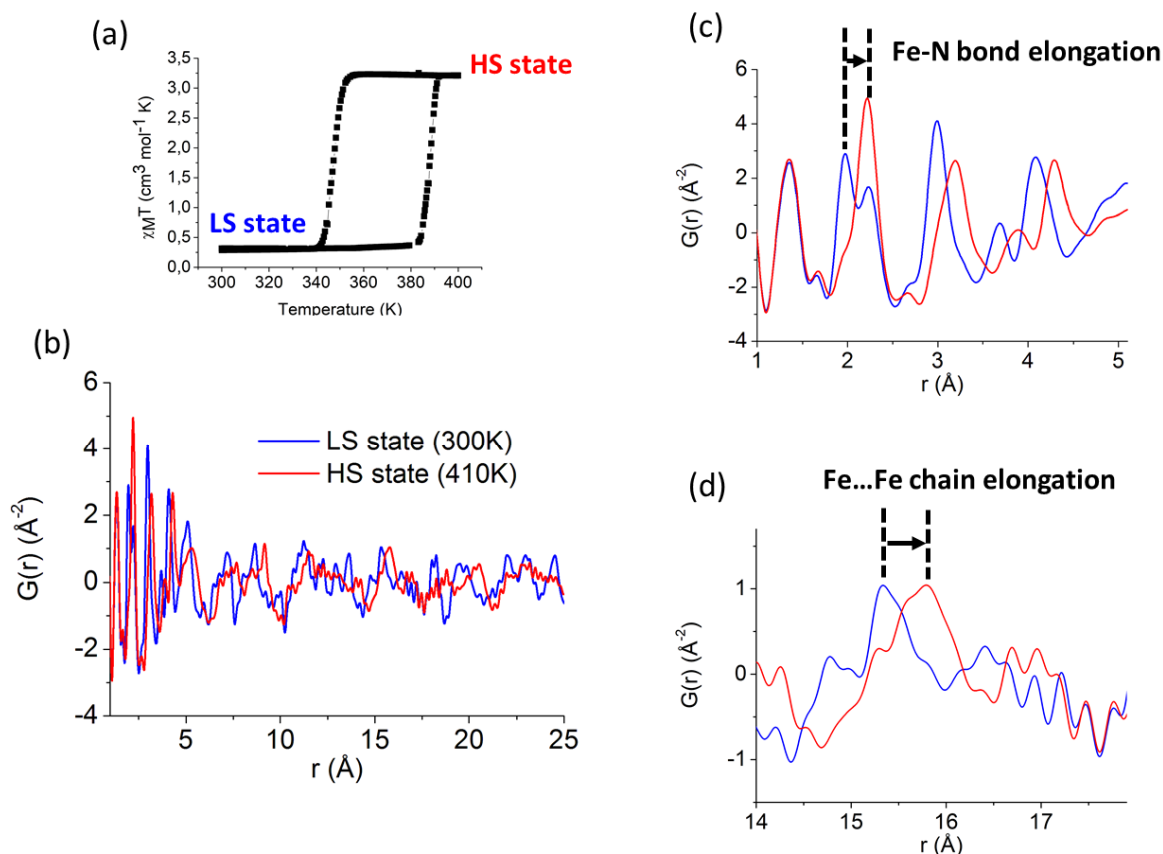 (a)
HS state
LS state
3,5
3,0
2,5
2,0
1,5
1,0
0,5
0,0
χMT (cm³ mol⁻¹ K)
300 320 340 360 380 400
Temperature (K)
(b)
6
4
2
0
-2
-4
G(r) (Å⁻²)
LS state (300K)
HS state (410K)
5 10 15 20 25
r (Å)
(c)
Fe-N bond elongation
6
4
2
0
-2
-4
G(r) (Å⁻²)
1 2 3 4 5
r (Å)
(d)
Fe...Fe chain elongation
1
0
-1
G(r) (Å⁻²)
14 15 16 17
r (Å)